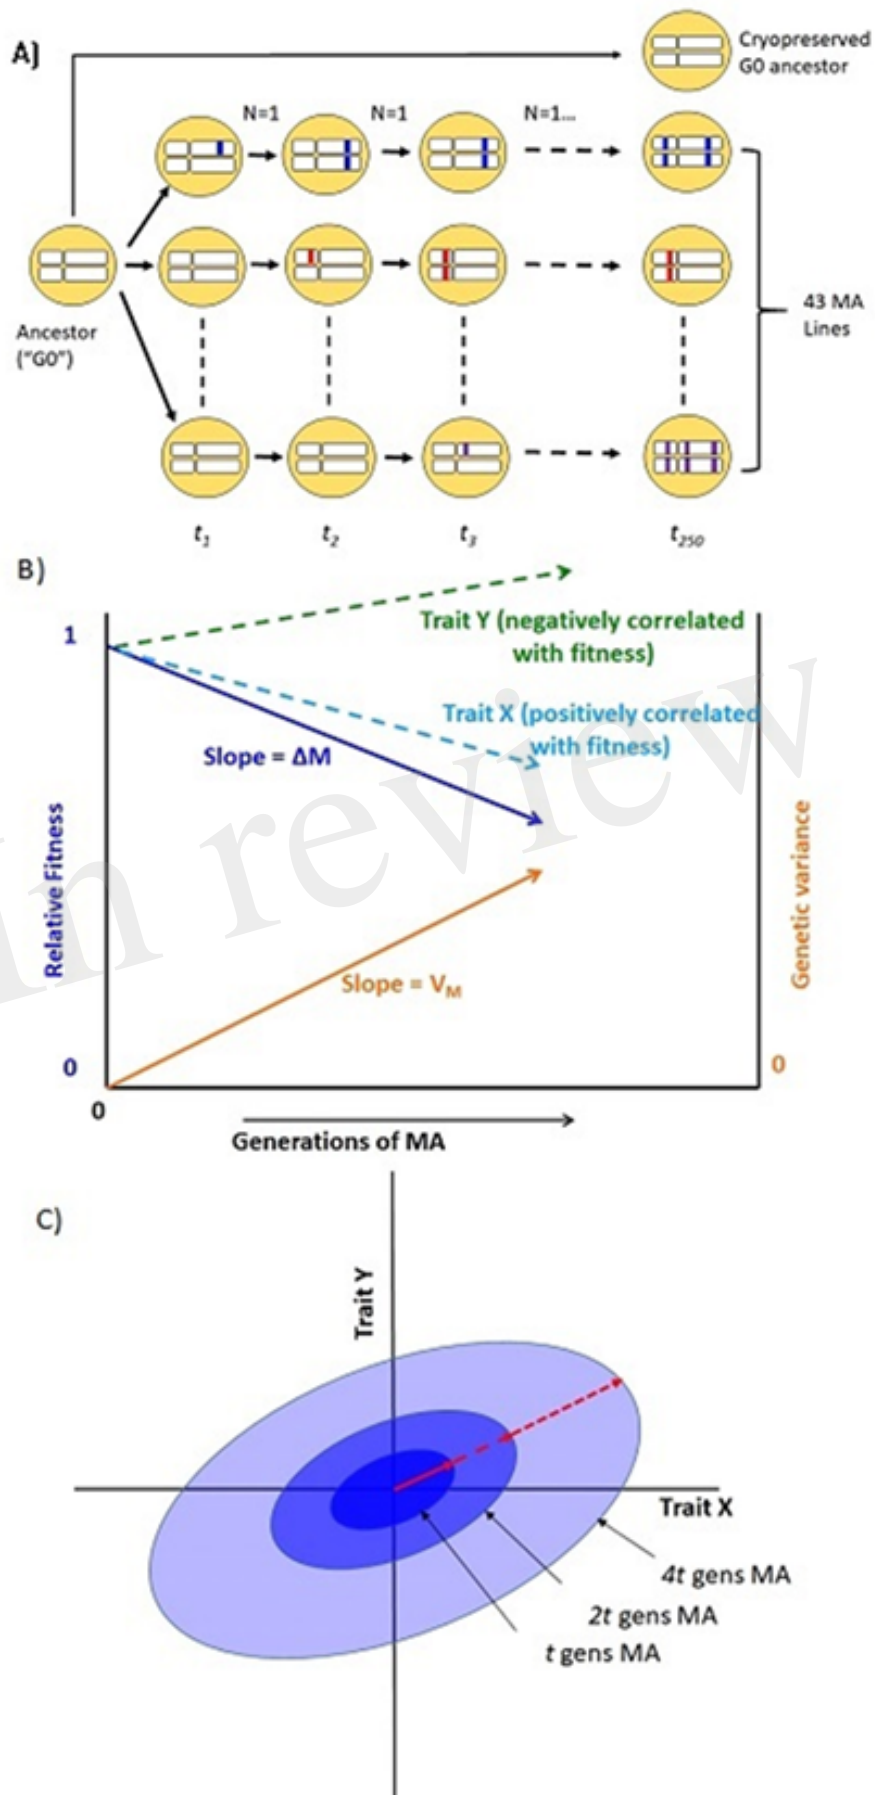 A]
Cryopreserved
G0 ancestor
N=1
N=1
N=1...
Ancestor
("G0")
43 MA
Lines
t1
t2
t3
t250
B)
1
Trait Y (negatively correlated
with fitness)
Trait X (positively correlated
with fitness)
Slope = ΔM
Relative Fitness
Genetic variance
Slope = VM
0
0
0
Generations of MA
In review
C)
Trait Y
Trait X
4t gens MA
2t gens MA
t gens MA